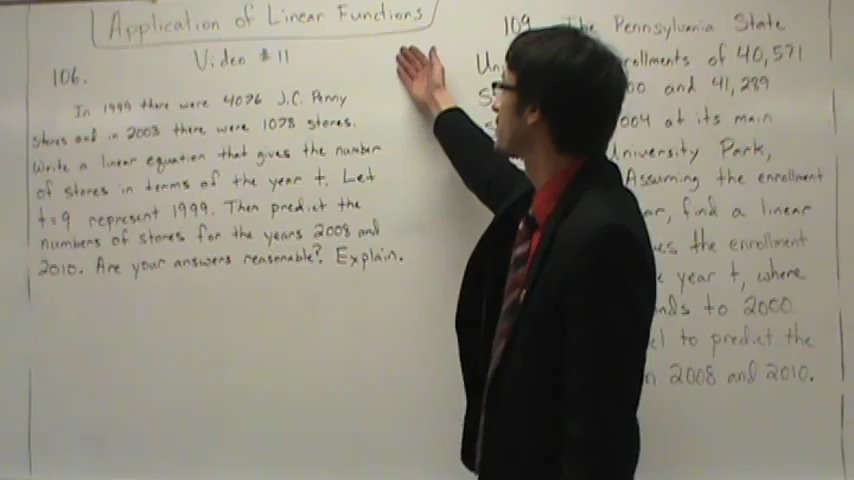 Application of Linear Functions
Video #11
106.
In 1999 there were 4076 J.C. Penny
stores and in 2003 there were 1078 stores.
Write a linear equation that gives the number
of stores in terms of the year t. Let
t=9 represent 1999. Then predict the
numbers of stores for the years 2008 and
2010. Are your answers reasonable? Explain.
109. The Pennsylvania State
of 40,571
and 41,289
at its main
University Park,
Assuming the enrollment
find a linear
the enrollment
year t, where
to 2000.
to predict the
2008 and 2010.